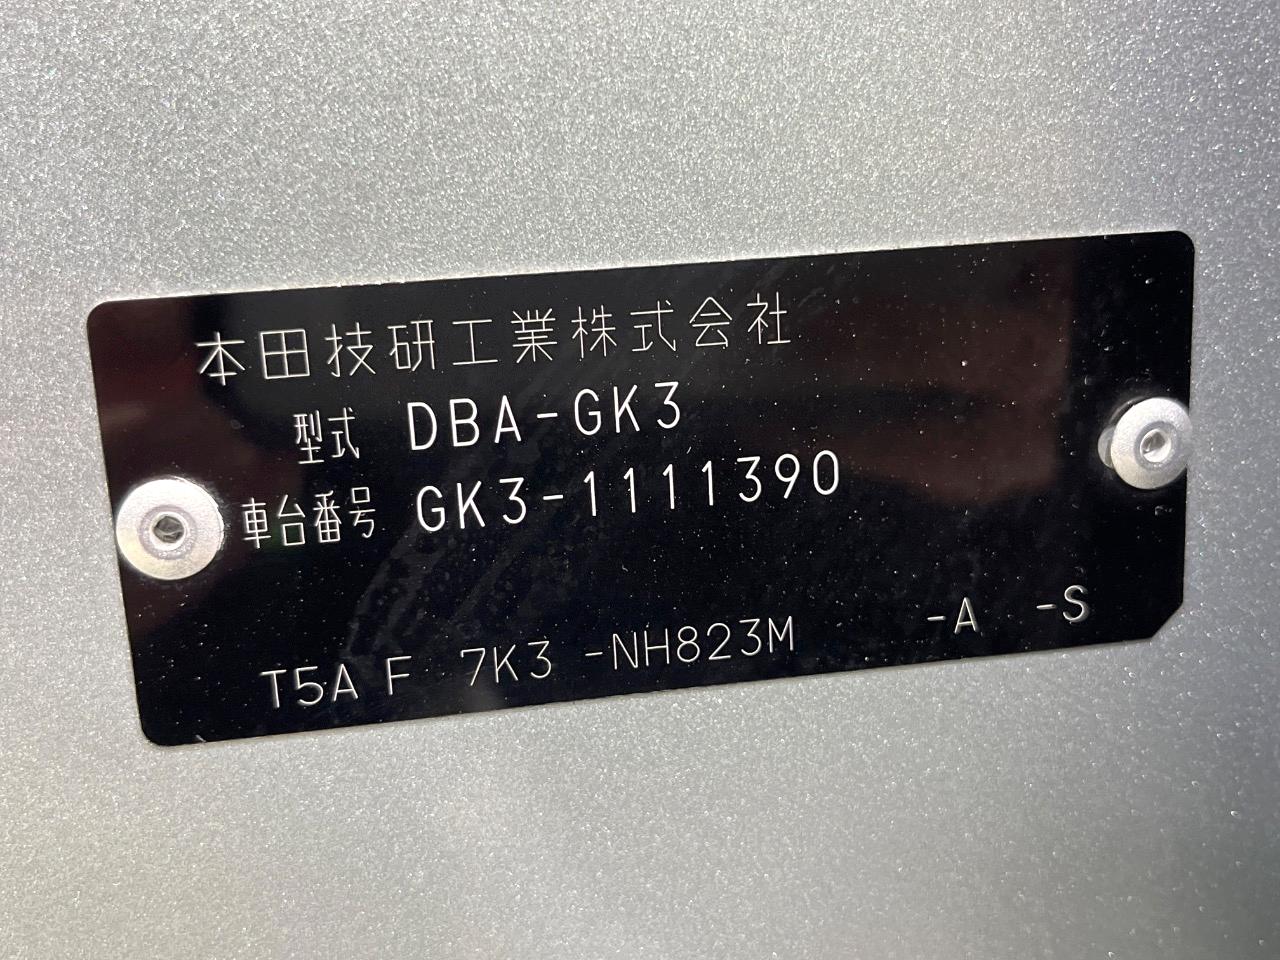 本田技研工業株式会社
型式 DBA-GK3
車台番号 GK3-1111390
T5A F 7K3 -NH823M -A -S